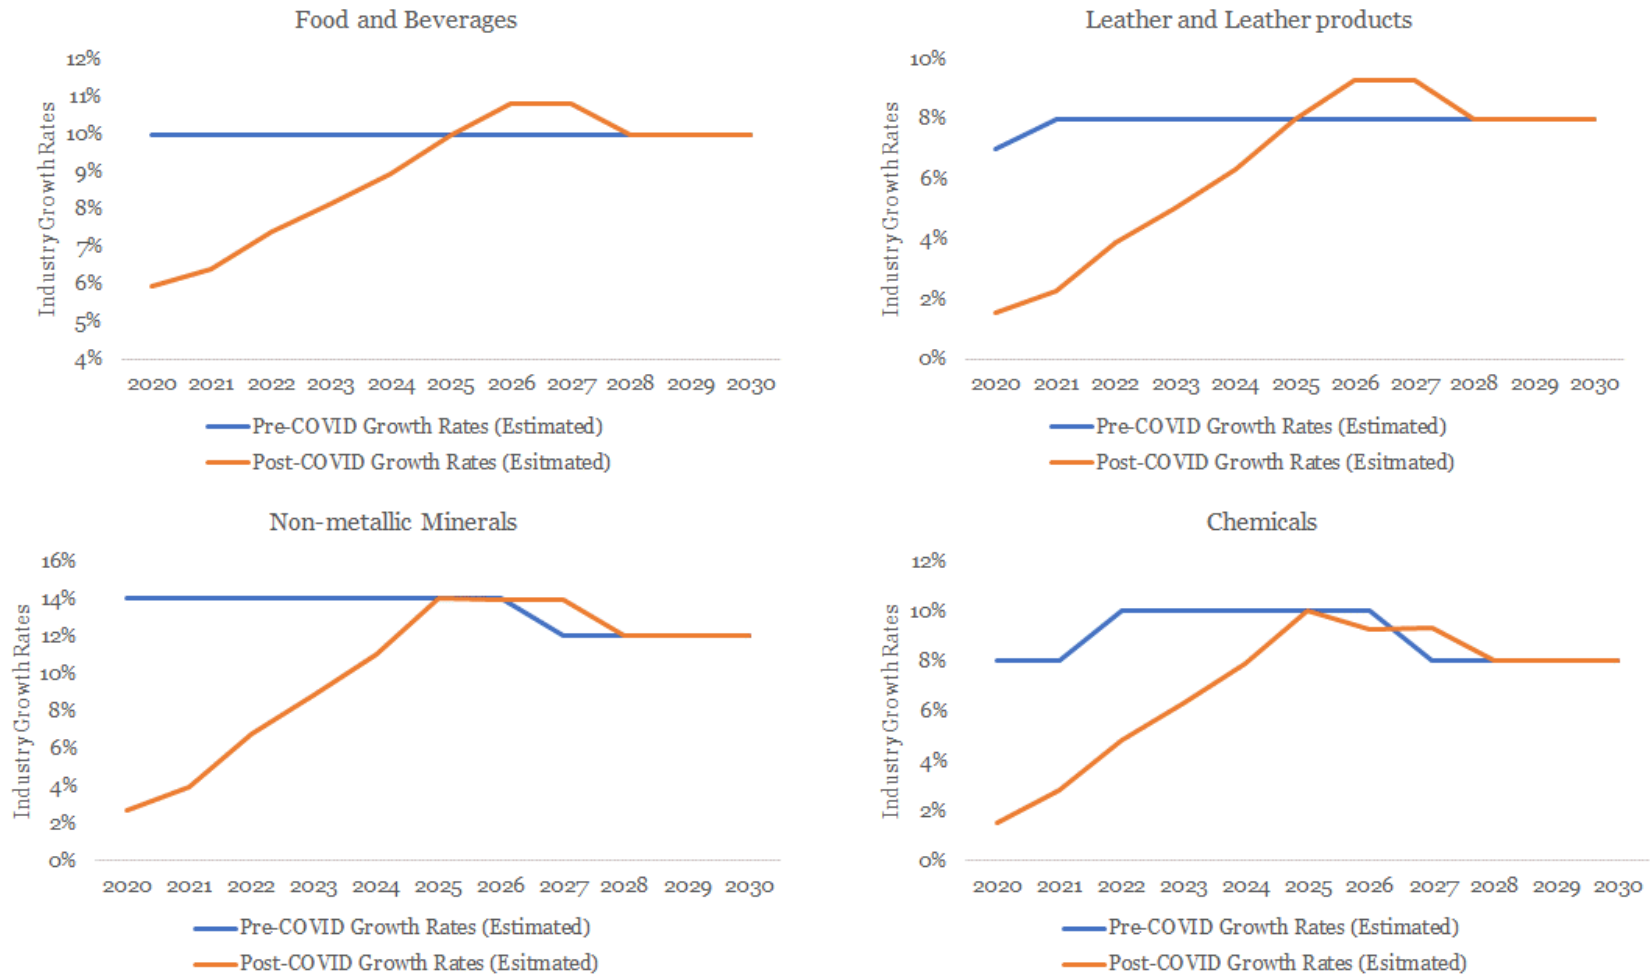 Food and Beverages
Industry Growth Rates
12%
11%
10%
9%
8%
7%
6%
5%
4%
2020 2021 2022 2023 2024 2025 2026 2027 2028 2029 2030
Pre-COVID Growth Rates (Estimated)
Post-COVID Growth Rates (Esitmated)
Leather and Leather products
Industry Growth Rates
10%
8%
6%
4%
2%
0%
2020 2021 2022 2023 2024 2025 2026 2027 2028 2029 2030
Pre-COVID Growth Rates (Estimated)
Post-COVID Growth Rates (Esitmated)
Non-metallic Minerals
Industry Growth Rates
16%
14%
12%
10%
8%
6%
4%
2%
0%
2020 2021 2022 2023 2024 2025 2026 2027 2028 2029 2030
Pre-COVID Growth Rates (Estimated)
Post-COVID Growth Rates (Esitmated)
Chemicals
Industry Growth Rates
12%
10%
8%
6%
4%
2%
0%
2020 2021 2022 2023 2024 2025 2026 2027 2028 2029 2030
Pre-COVID Growth Rates (Estimated)
Post-COVID Growth Rates (Esitmated)